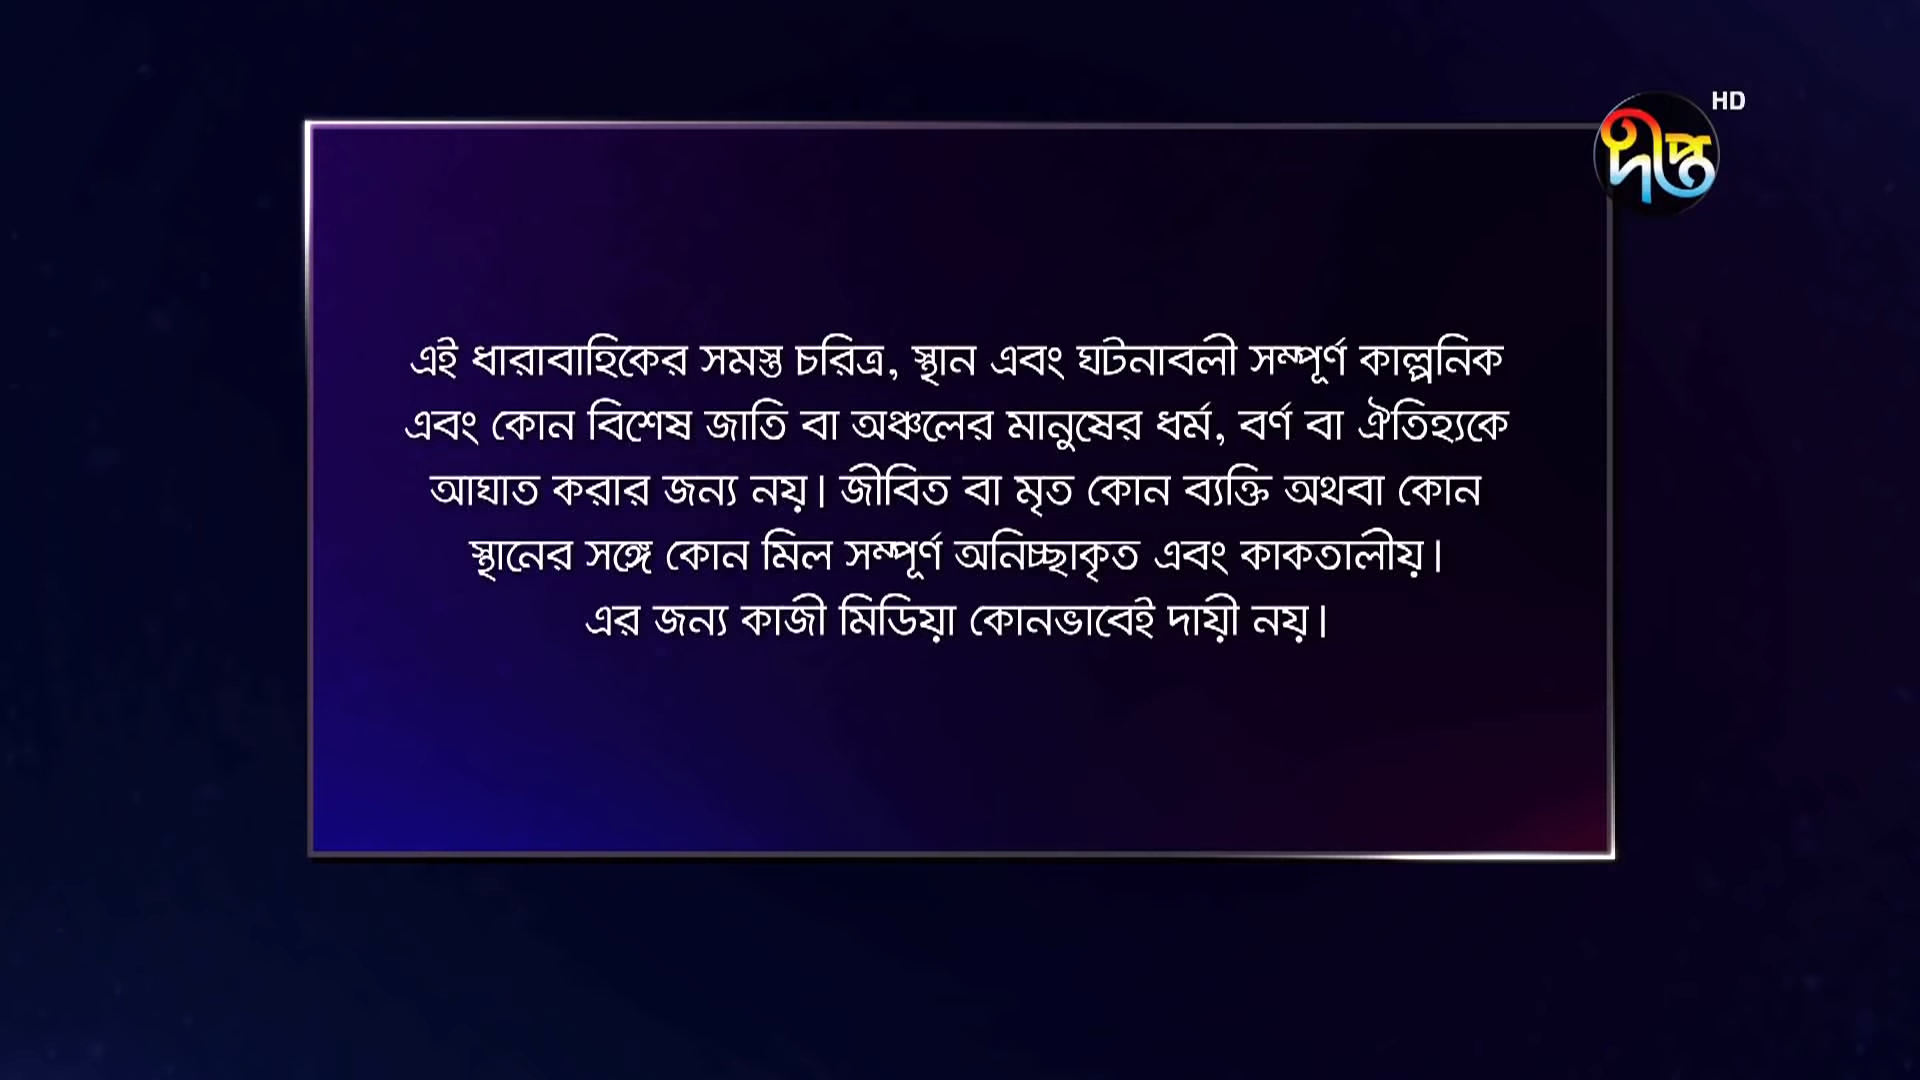 HD
দীপ্ত
এই ধারাবাহিকের সমস্ত চরিত্র, স্থান এবং ঘটনাবলী সম্পূর্ণ কাল্পনিক
এবং কোন বিশেষ জাতি বা অঞ্চলের মানুষের ধর্ম, বর্ণ বা ঐতিহ্যকে
আঘাত করার জন্য নয়। জীবিত বা মৃত কোন ব্যক্তি অথবা কোন
স্থানের সঙ্গে কোন মিল সম্পূর্ণ অনিচ্ছাকৃত এবং কাকতালীয়।
এর জন্য কাজী মিডিয়া কোনভাবেই দায়ী নয়।